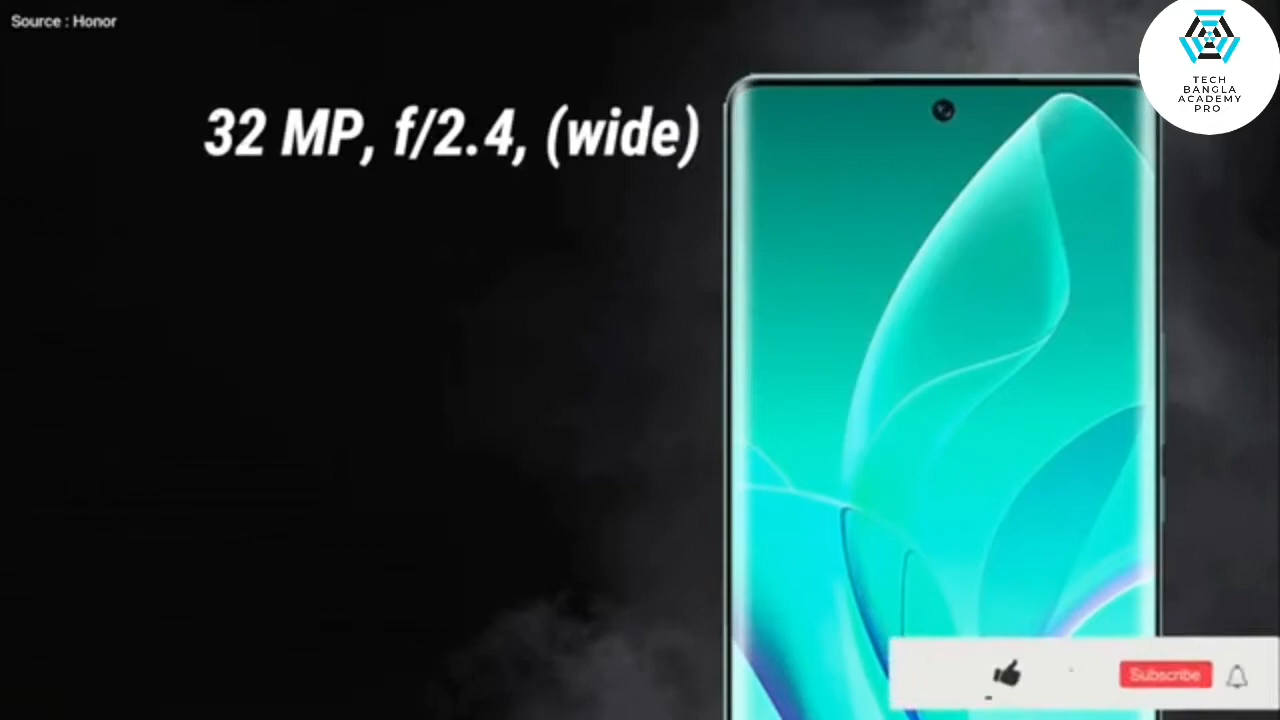 Source : Honor
32 MP, f/2.4, (wide)
TECH
BANGLA
ACADEMY
PRO
Subscribe